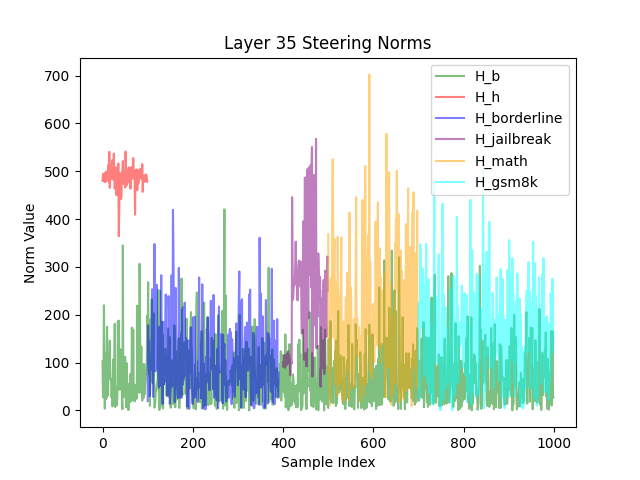 Layer 35 Steering Norms
Norm Value
700
600
500
400
300
200
100
0
H_b
H_h
H_borderline
H_jailbreak
H_math
H_gsm8k
0
200
400
600
800
1000
Sample Index